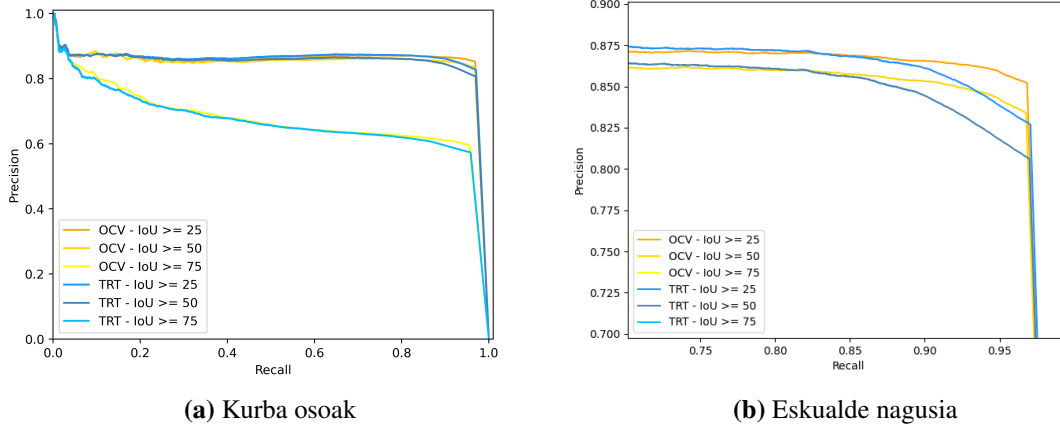 1.0
0.8
0.6
0.4
0.2
0.0
Precision
OCV - IoU >= 25
OCV - IoU >= 50
OCV - IoU >= 75
TRT - IoU >= 25
TRT - IoU >= 50
TRT - IoU >= 75
0.0 0.2 0.4 0.6 0.8 1.0
Recall
(a) Kurba osoak
0.900
0.875
0.850
0.825
0.800
0.775
0.750
0.725
0.700
Precision
OCV - IoU >= 25
OCV - IoU >= 50
OCV - IoU >= 75
TRT - IoU >= 25
TRT - IoU >= 50
TRT - IoU >= 75
0.75 0.80 0.85 0.90 0.95
Recall
(b) Eskualde nagusia